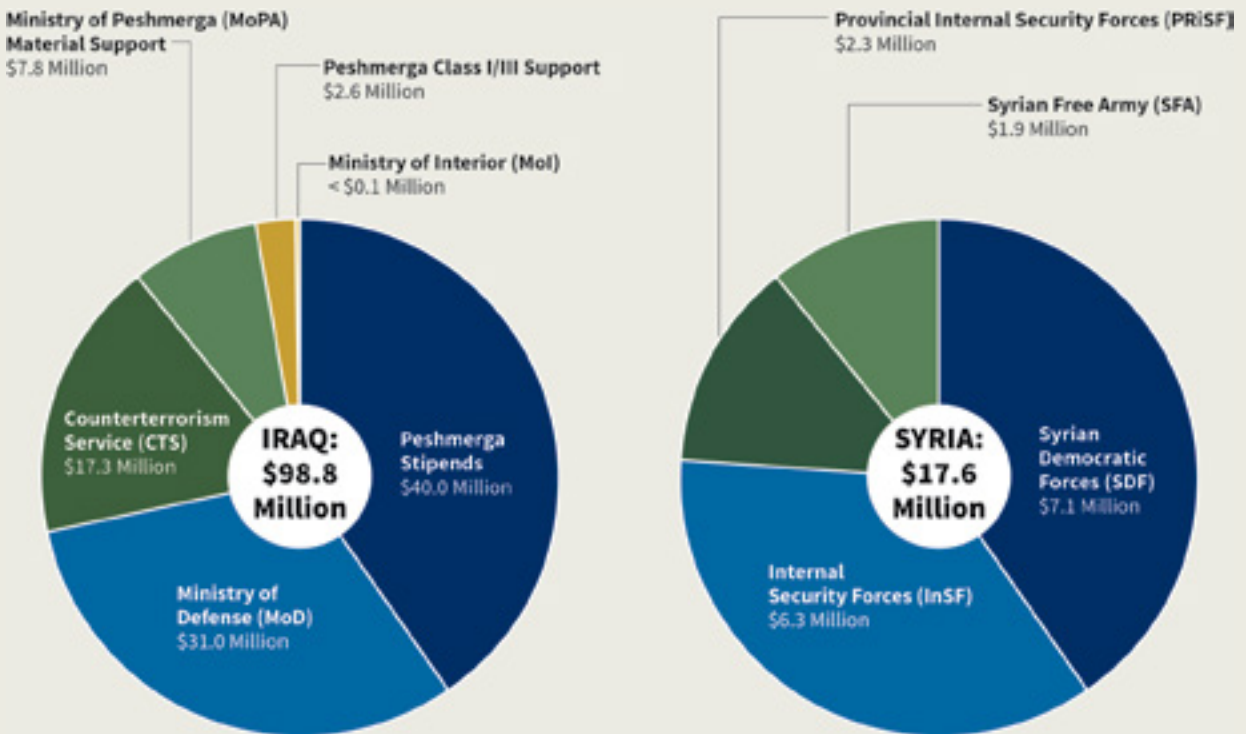 Ministry of Peshmerga (MoPA)
Material Support
$7.8 Million
Peshmerga Class I/III Support
$2.6 Million
Ministry of Interior (MoI)
< $0.1 Million
Counterterrorism
Service (CTS)
$17.3 Million
IRAQ:
$98.8
Million
Peshmerga
Stipends
$40.0 Million
Ministry of
Defense (MoD)
$31.0 Million
Provincial Internal Security Forces (PRiSF]
$2.3 Million
Syrian Free Army (SFA)
$1.9 Million
SYRIA:
$17.6
Million
Syrian
Democratic
Forces (SDF)
$7.1 Million
Internal
Security Forces (InSF)
$6.3 Million